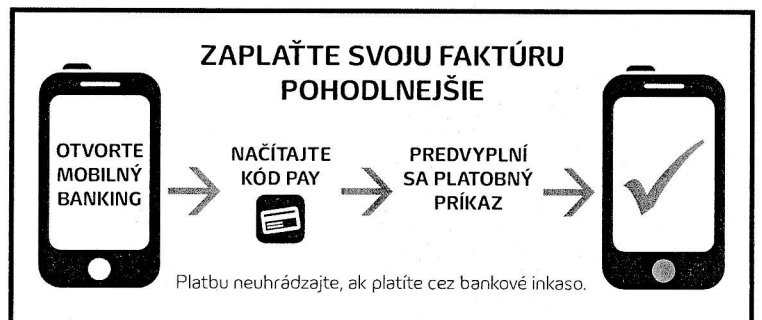 ZAPLAŤTE SVOJU FAKTÚRU
POHODLNEJŠIE
OTVORTE
MOBILNÝ
BANKING
NAČÍTAJTE
KÓD PAY
PREDVYPLNÍ
SA PLATOBNÝ
PRÍKAZ
Platbu neuhrádzajte, ak platíte cez bankové inkaso.